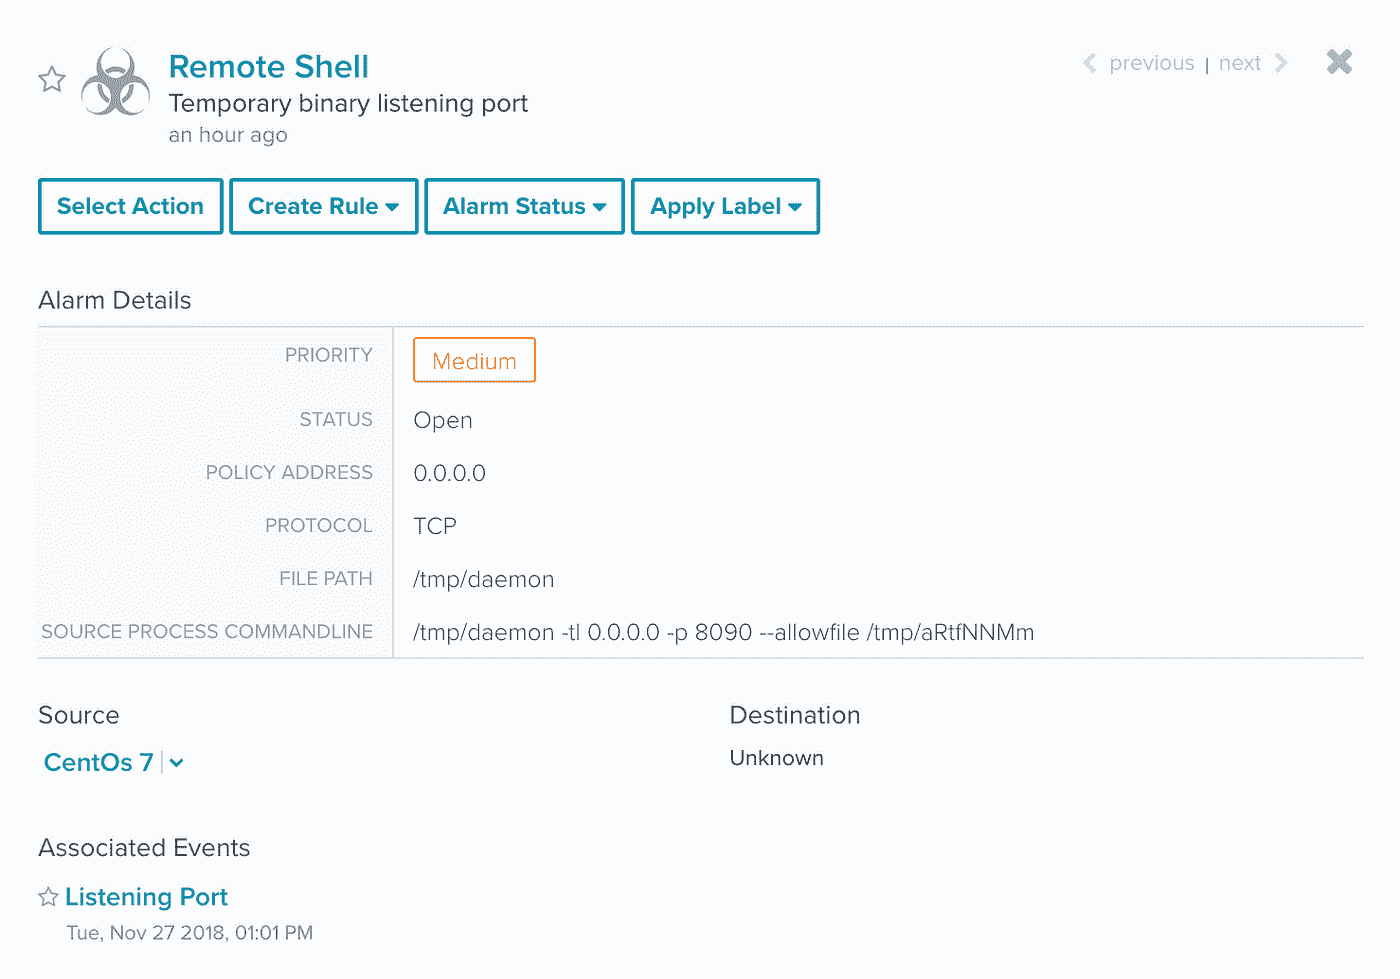 Remote Shell
Temporary binary listening port
an hour ago
previous | next
Select Action
Create Rule
Alarm Status
Apply Label
Alarm Details
PRIORITY Medium
STATUS Open
POLICY ADDRESS 0.0.0.0
PROTOCOL TCP
FILE PATH /tmp/daemon
SOURCE PROCESS COMMANDLINE /tmp/daemon -tl 0.0.0.0 -p 8090 --allowfile /tmp/aRtfNNMm
Source
CentOs 7
Destination
Unknown
Associated Events
Listening Port
Tue, Nov 27 2018, 01:01 PM